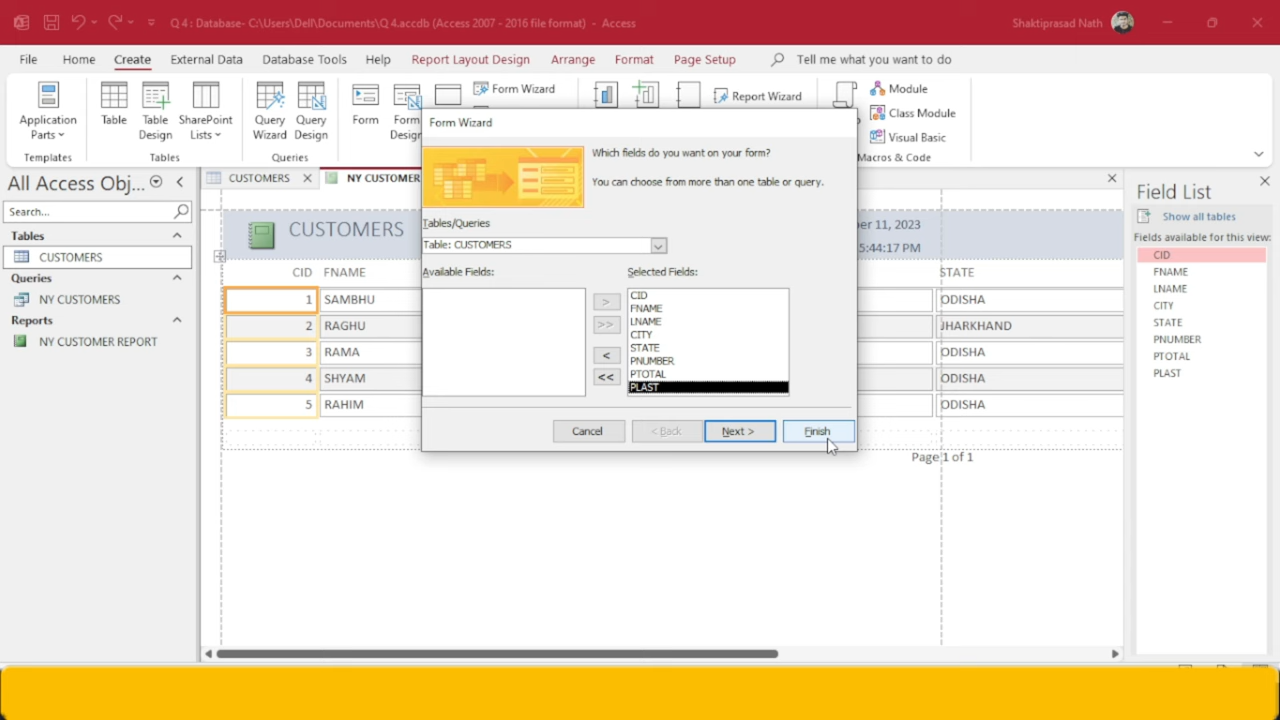 Q 4 : Database- C:\Users\Dell\Documents\Q 4.accdb (Access 2007 - 2016 file format) - Access
Shaktiprasad Nath
File Home Create External Data Database Tools Help Report Layout Design Arrange Format Page Setup Tell me what you want to do
Application Parts
Table
Table Design
SharePoint Lists
Query Wizard
Query Design
Form
Form Design
Form Wizard
Report Wizard
Module
Class Module
Visual Basic
Templates
Tables
Queries
Macros & Code
All Access Obj...
Search...
Tables
CUSTOMERS
Queries
NY CUSTOMERS
Reports
NY CUSTOMER REPORT
CUSTOMERS
NY CUSTOMER
CUSTOMERS
er 11, 2023
5:44:17 PM
CID FNAME STATE
1 SAMBHU ODISHA
2 RAGHU JHARKHAND
3 RAMA ODISHA
4 SHYAM ODISHA
5 RAHIM ODISHA
Page 1 of 1
Form Wizard
Which fields do you want on your form?
You can choose from more than one table or query.
Tables/Queries
Table: CUSTOMERS
Available Fields:
Selected Fields:
>
>>
<
<<
CID
FNAME
LNAME
CITY
STATE
PNUMBER
PTOTAL
PLAST
Cancel < Back Next > Finish
Field List
Show all tables
Fields available for this view:
CID
FNAME
LNAME
CITY
STATE
PNUMBER
PTOTAL
PLAST